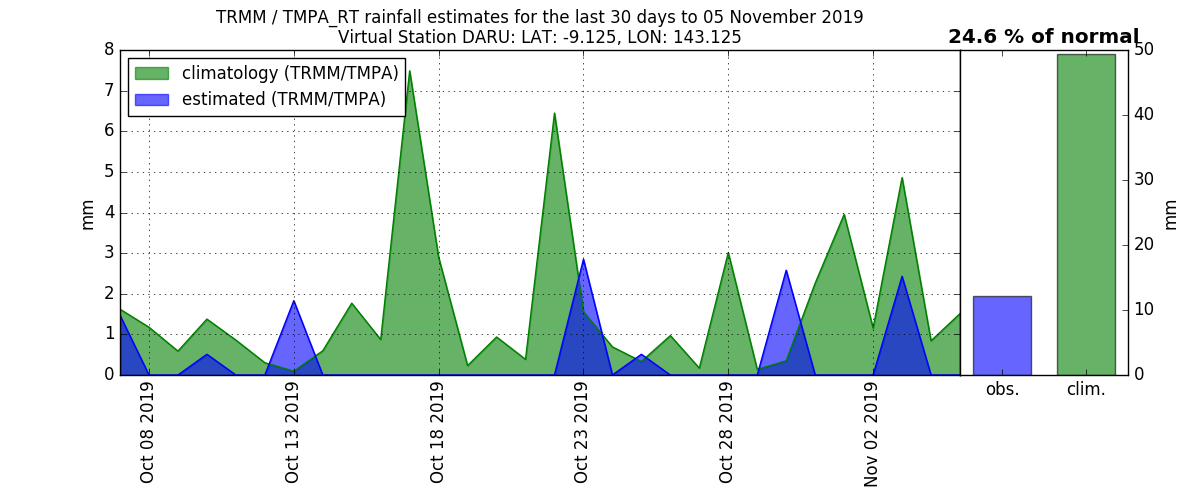 TRMM / TMPA_RT rainfall estimates for the last 30 days to 05 November 2019
Virtual Station DARU: LAT: -9.125, LON: 143.125
24.6 % of normal
climatology (TRMM/TMPA)
estimated (TRMM/TMPA)
8
7
6
5
4
3
2
1
0
mm
Oct 08 2019
Oct 13 2019
Oct 18 2019
Oct 23 2019
Oct 28 2019
Nov 02 2019
obs.
clim.
50
40
30
20
10
0
mm